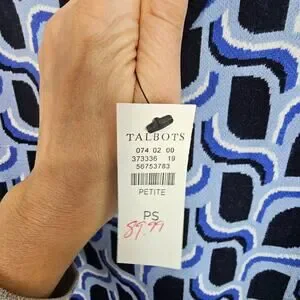 TALBOTS
074 02 00
373336 19
56753783
PETITE
PS
89.99